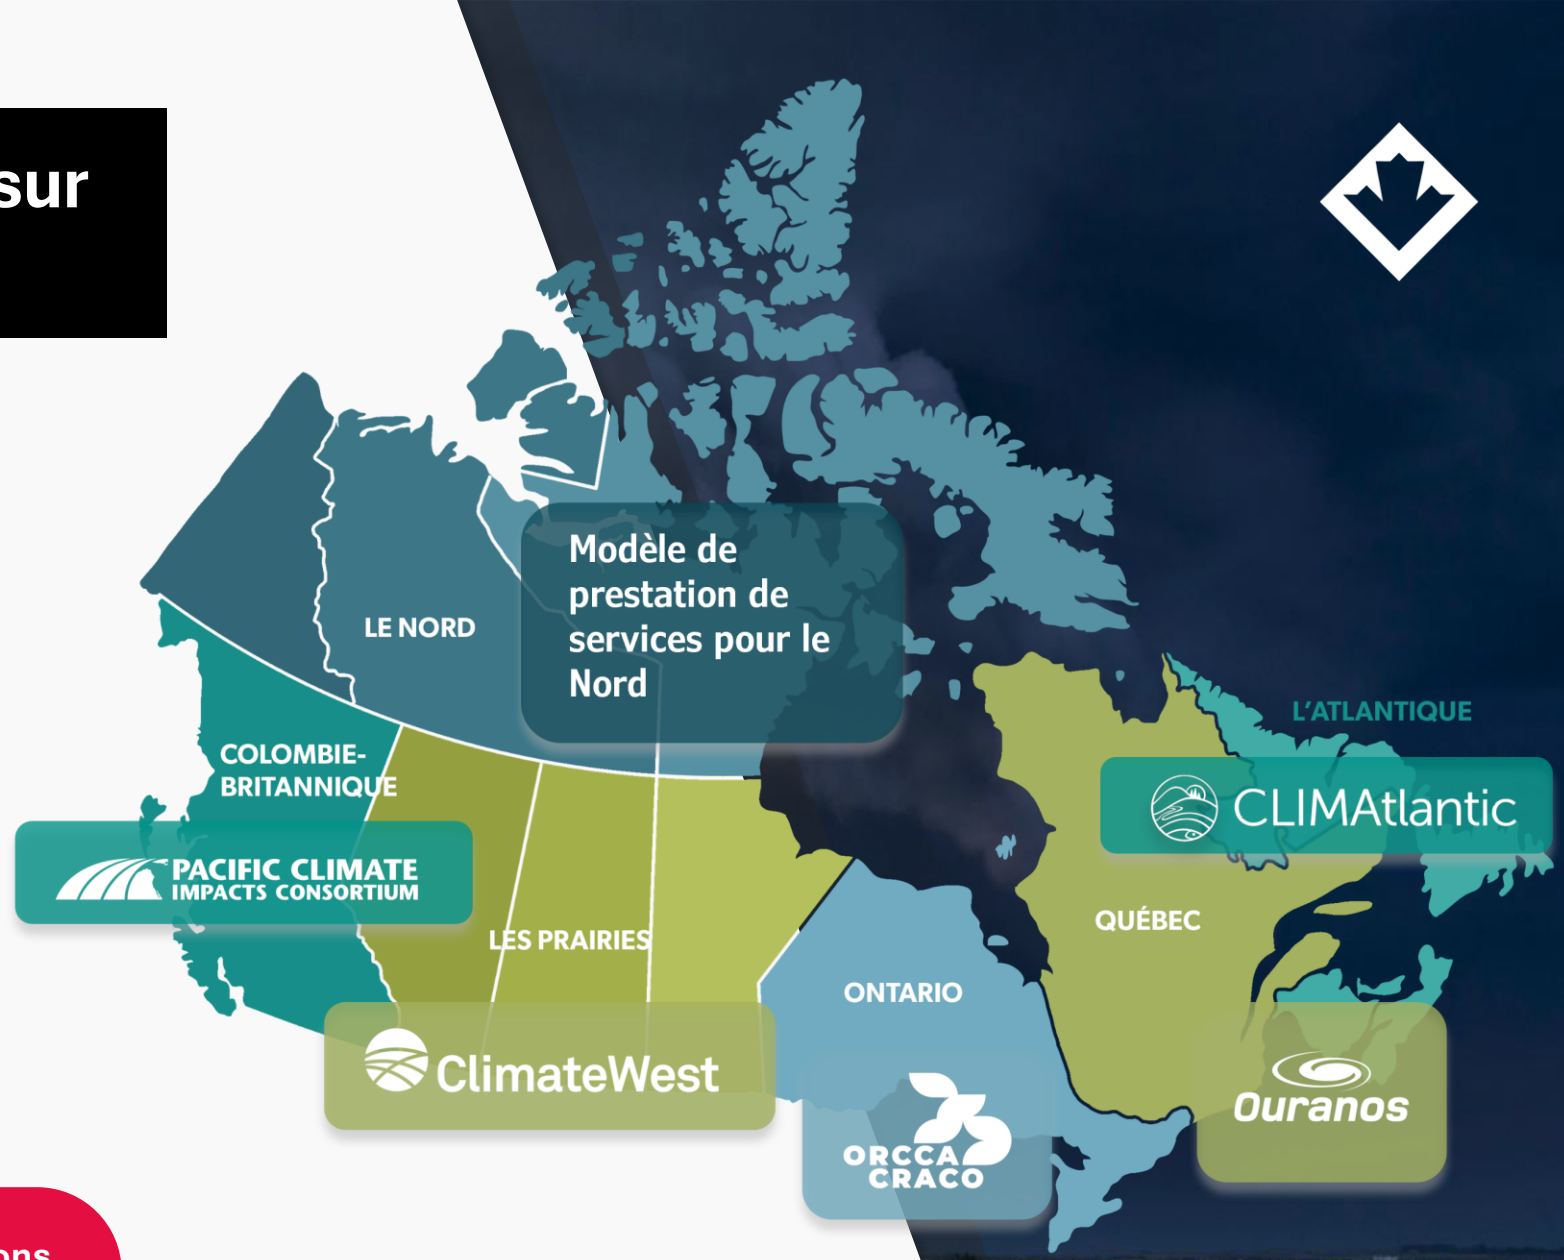 sur
Modèle de
prestation de
services pour le
Nord
LE NORD
L'ATLANTIQUE
COLOMBIE-
BRITANNIQUE
CLIMAtlantic
PACIFIC CLIMATE
IMPACTS CONSORTIUM
QUÉBEC
LES PRAIRIES
ONTARIO
ClimateWest
Ouranos
ORCCA
CRACO
ons